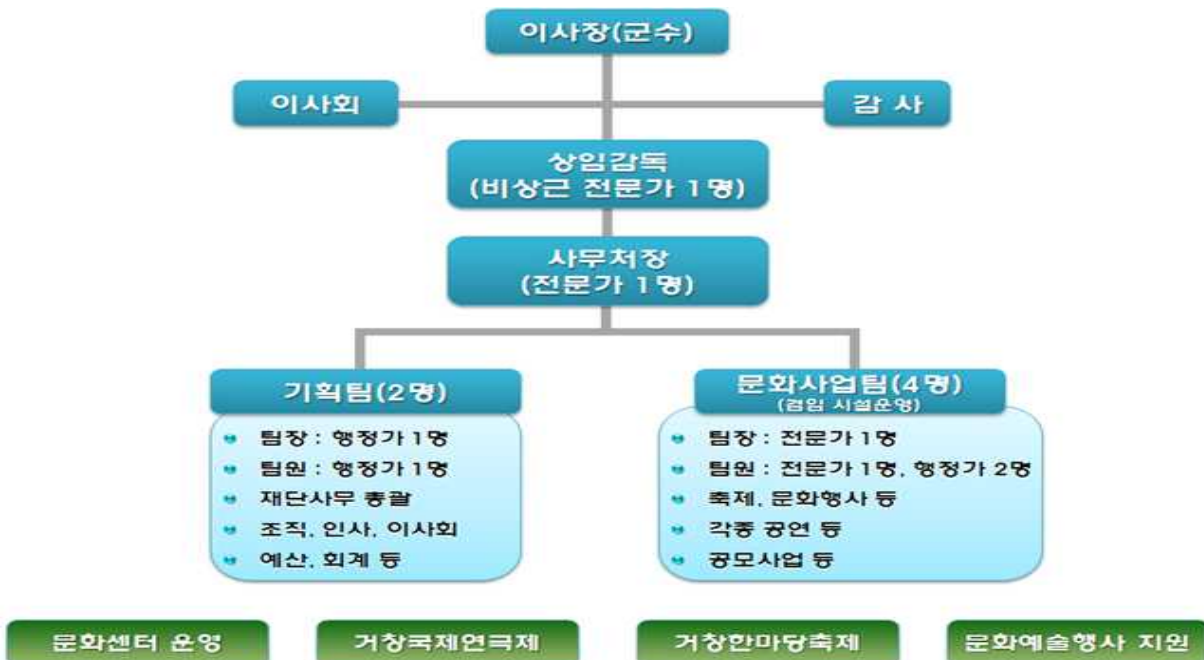 이사장(군수)
이사회
감 사
상임감독
(비상근 전문가 1명)
사무처장
(전문가 1명)
기획팀(2명)
팀장 : 행정가 1명
팀원 : 행정가 1명
재단사무 총괄
조직, 인사, 이사회
예산, 회계 등
문화사업팀(4명)
(겸임 시설운영)
팀장 : 전문가 1명
팀원 : 전문가 1명, 행정가 2명
축제, 문화행사 등
각종 공연 등
공모사업 등
문화센터 운영
거창국제연극제
거창한마당축제
문화예술행사 지원